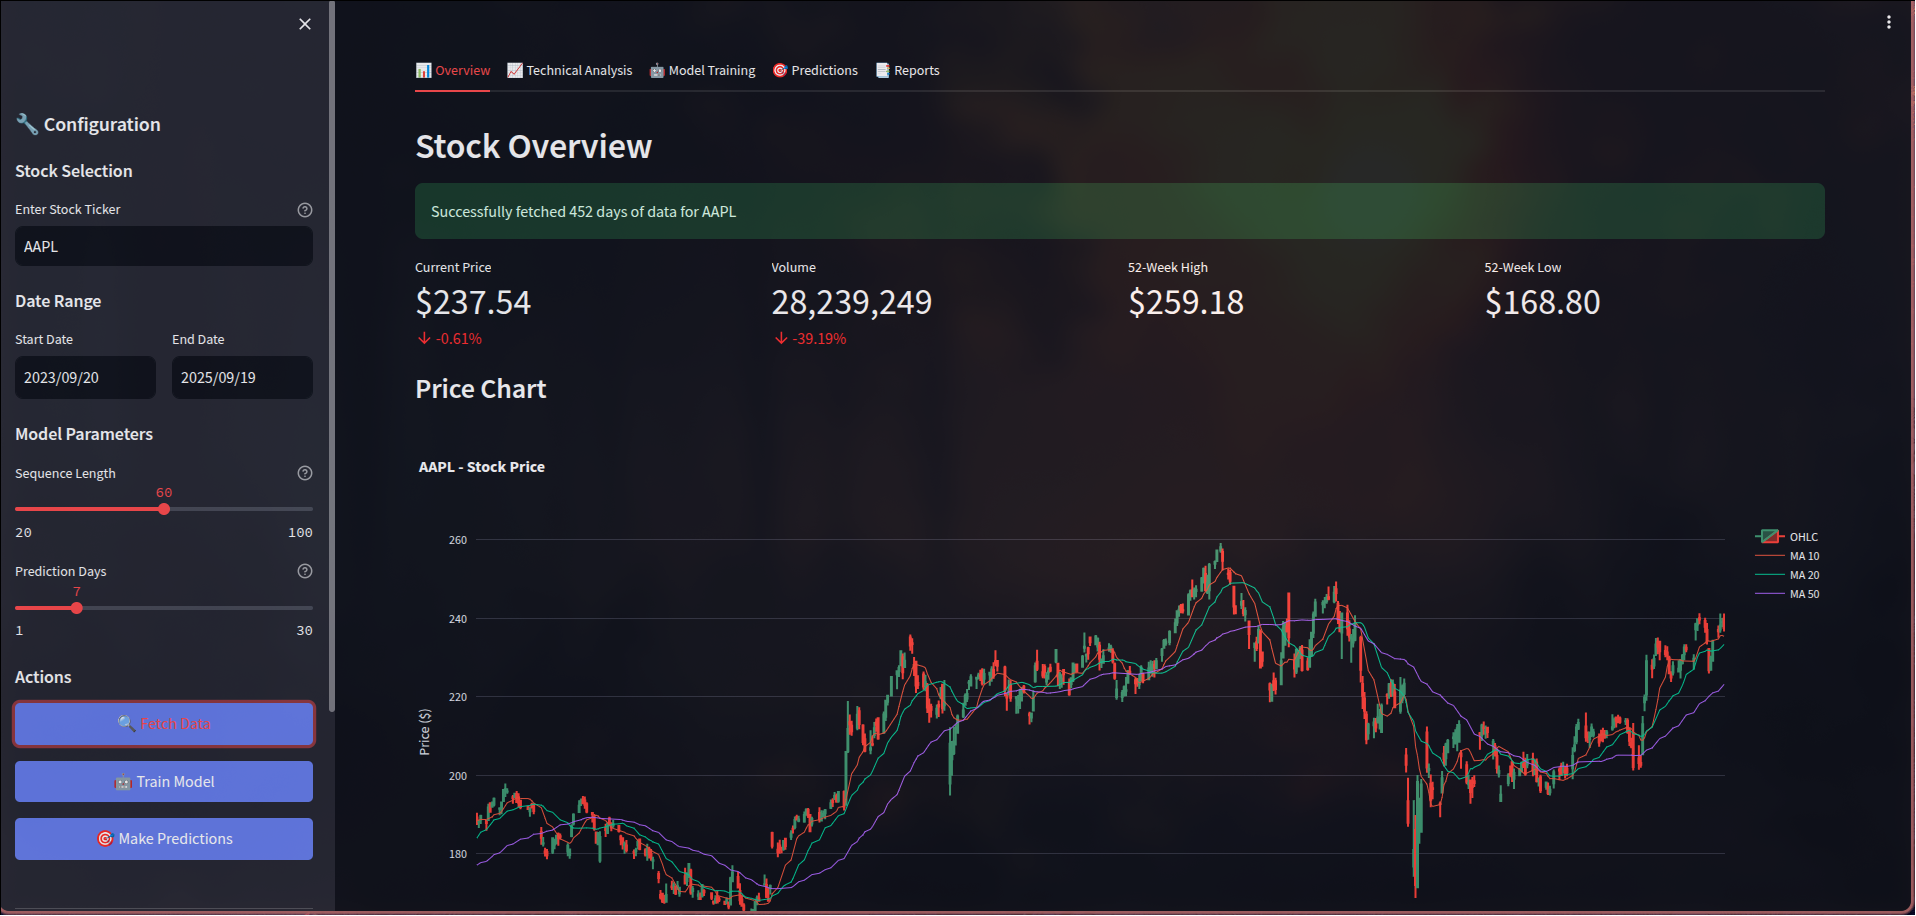 Configuration
Stock Selection
Enter Stock Ticker
AAPL
Date Range
Start Date End Date
2023/09/20 2025/09/19
Model Parameters
Sequence Length
60
20 100
Prediction Days
7
1 30
Actions
Fetch Data
Train Model
Make Predictions
Overview Technical Analysis Model Training Predictions Reports
Stock Overview
Successfully fetched 452 days of data for AAPL
Current Price Volume 52-Week High 52-Week Low
$237.54 28,239,249 $259.18 $168.80
-0.61% -39.19%
Price Chart
AAPL - Stock Price
260
240
220
200
180
Price ($)
OHLC
MA 10
MA 20
MA 50